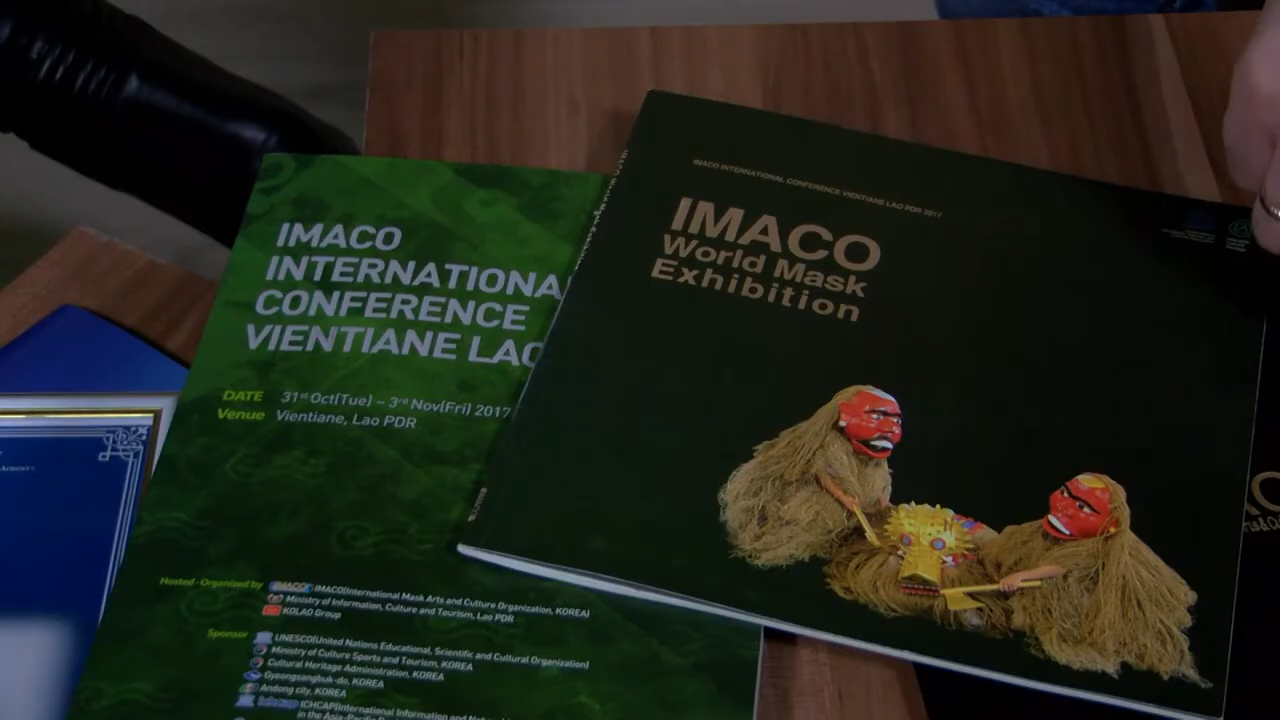 IMACO
INTERNATIONA
CONFERENCE
VIENTIANE LAO
DATE 31st Oct(Tue) – 3rd Nov(Fri) 2017
Venue Vientiane, Lao PDR
Hosted · Organized by IMACO IMACO(International Mask Arts and Culture Organization, KOREA)
Ministry of Information, Culture and Tourism, Lao PDR
KOLAO Group
Sponsor UNESCO(United Nations Educational, Scientific and Cultural Organization)
Ministry of Culture Sports and Tourism, KOREA
Cultural Heritage Administration, KOREA
Gyeongsangbuk-do, KOREA
Andong city, KOREA
ICHCAP(International Information and
in the Asia-Pacific
IMACO INTERNATIONAL CONFERENCE VIENTIANE LAO PDR 2017
IMACO
World Mask
Exhibition